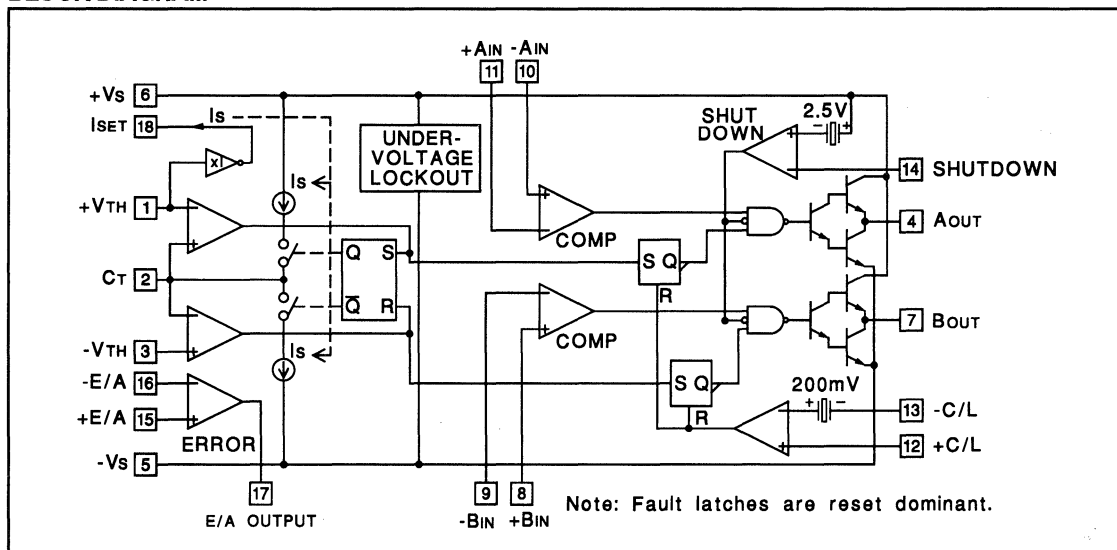 +AIN -AIN
11 10
+VS 6
ISET 18
IS
UNDER-
VOLTAGE
LOCKOUT
SHUT
DOWN
2.5V
- +
14 SHUTDOWN
x1
+VTH 1
IS
COMP
4 AOUT
CT 2
Q S
Q̅ R
S Q
R
-VTH 3
IS
COMP
7 BOUT
-E/A 16
+E/A 15
ERROR
S Q
R
200mV
+ -
13 -C/L
12 +C/L
-VS 5
17
E/A OUTPUT
9 8
-BIN +BIN
Note: Fault latches are reset dominant.